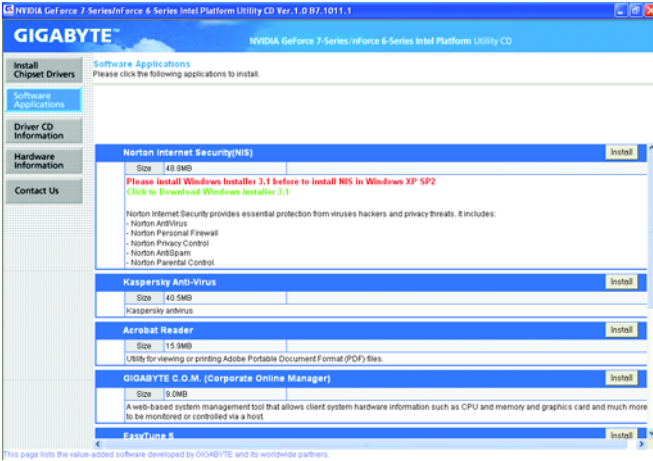 NVIDIA GeForce 7-Series/nForce 6-Series Intel Platform Utility CD Ver.1.0 B7.1011.1
GIGABYTE™
NVIDIA GeForce 7-Series/nForce 6-Series Intel Platform Utility CD
Install
Chipset Drivers
Software
Applications
Driver CD
Information
Hardware
Information
Contact Us
Software Applications
Please click the following applications to install.
Norton Internet Security(NIS)
Install
Size 48.8MB
Please install Windows Installer 3.1 before to install NIS in Windows XP SP2
Click to Download Windows Installer 3.1
Norton Internet Security provides essential protection from viruses hackers and privacy threats. It includes:
- Norton AntiVirus
- Norton Personal Firewall
- Norton Privacy Control
- Norton AntiSpam
- Norton Parental Control.
Kaspersky Anti-Virus
Install
Size 40.5MB
Kaspersky antvirus
Acrobat Reader
Install
Size 15.9MB
Utility for viewing or printing Adobe Portable Document Format (PDF) files.
GIGABYTE C.O.M. (Corporate Online Manager)
Install
Size 9.0MB
A web-based system management tool that allows client system hardware information such as CPU and memory and graphics card and much more
to be monitored or controlled via a host.
EasyTune 5
Install
This page lists the value-added software developed by GIGABYTE and its worldwide partners.